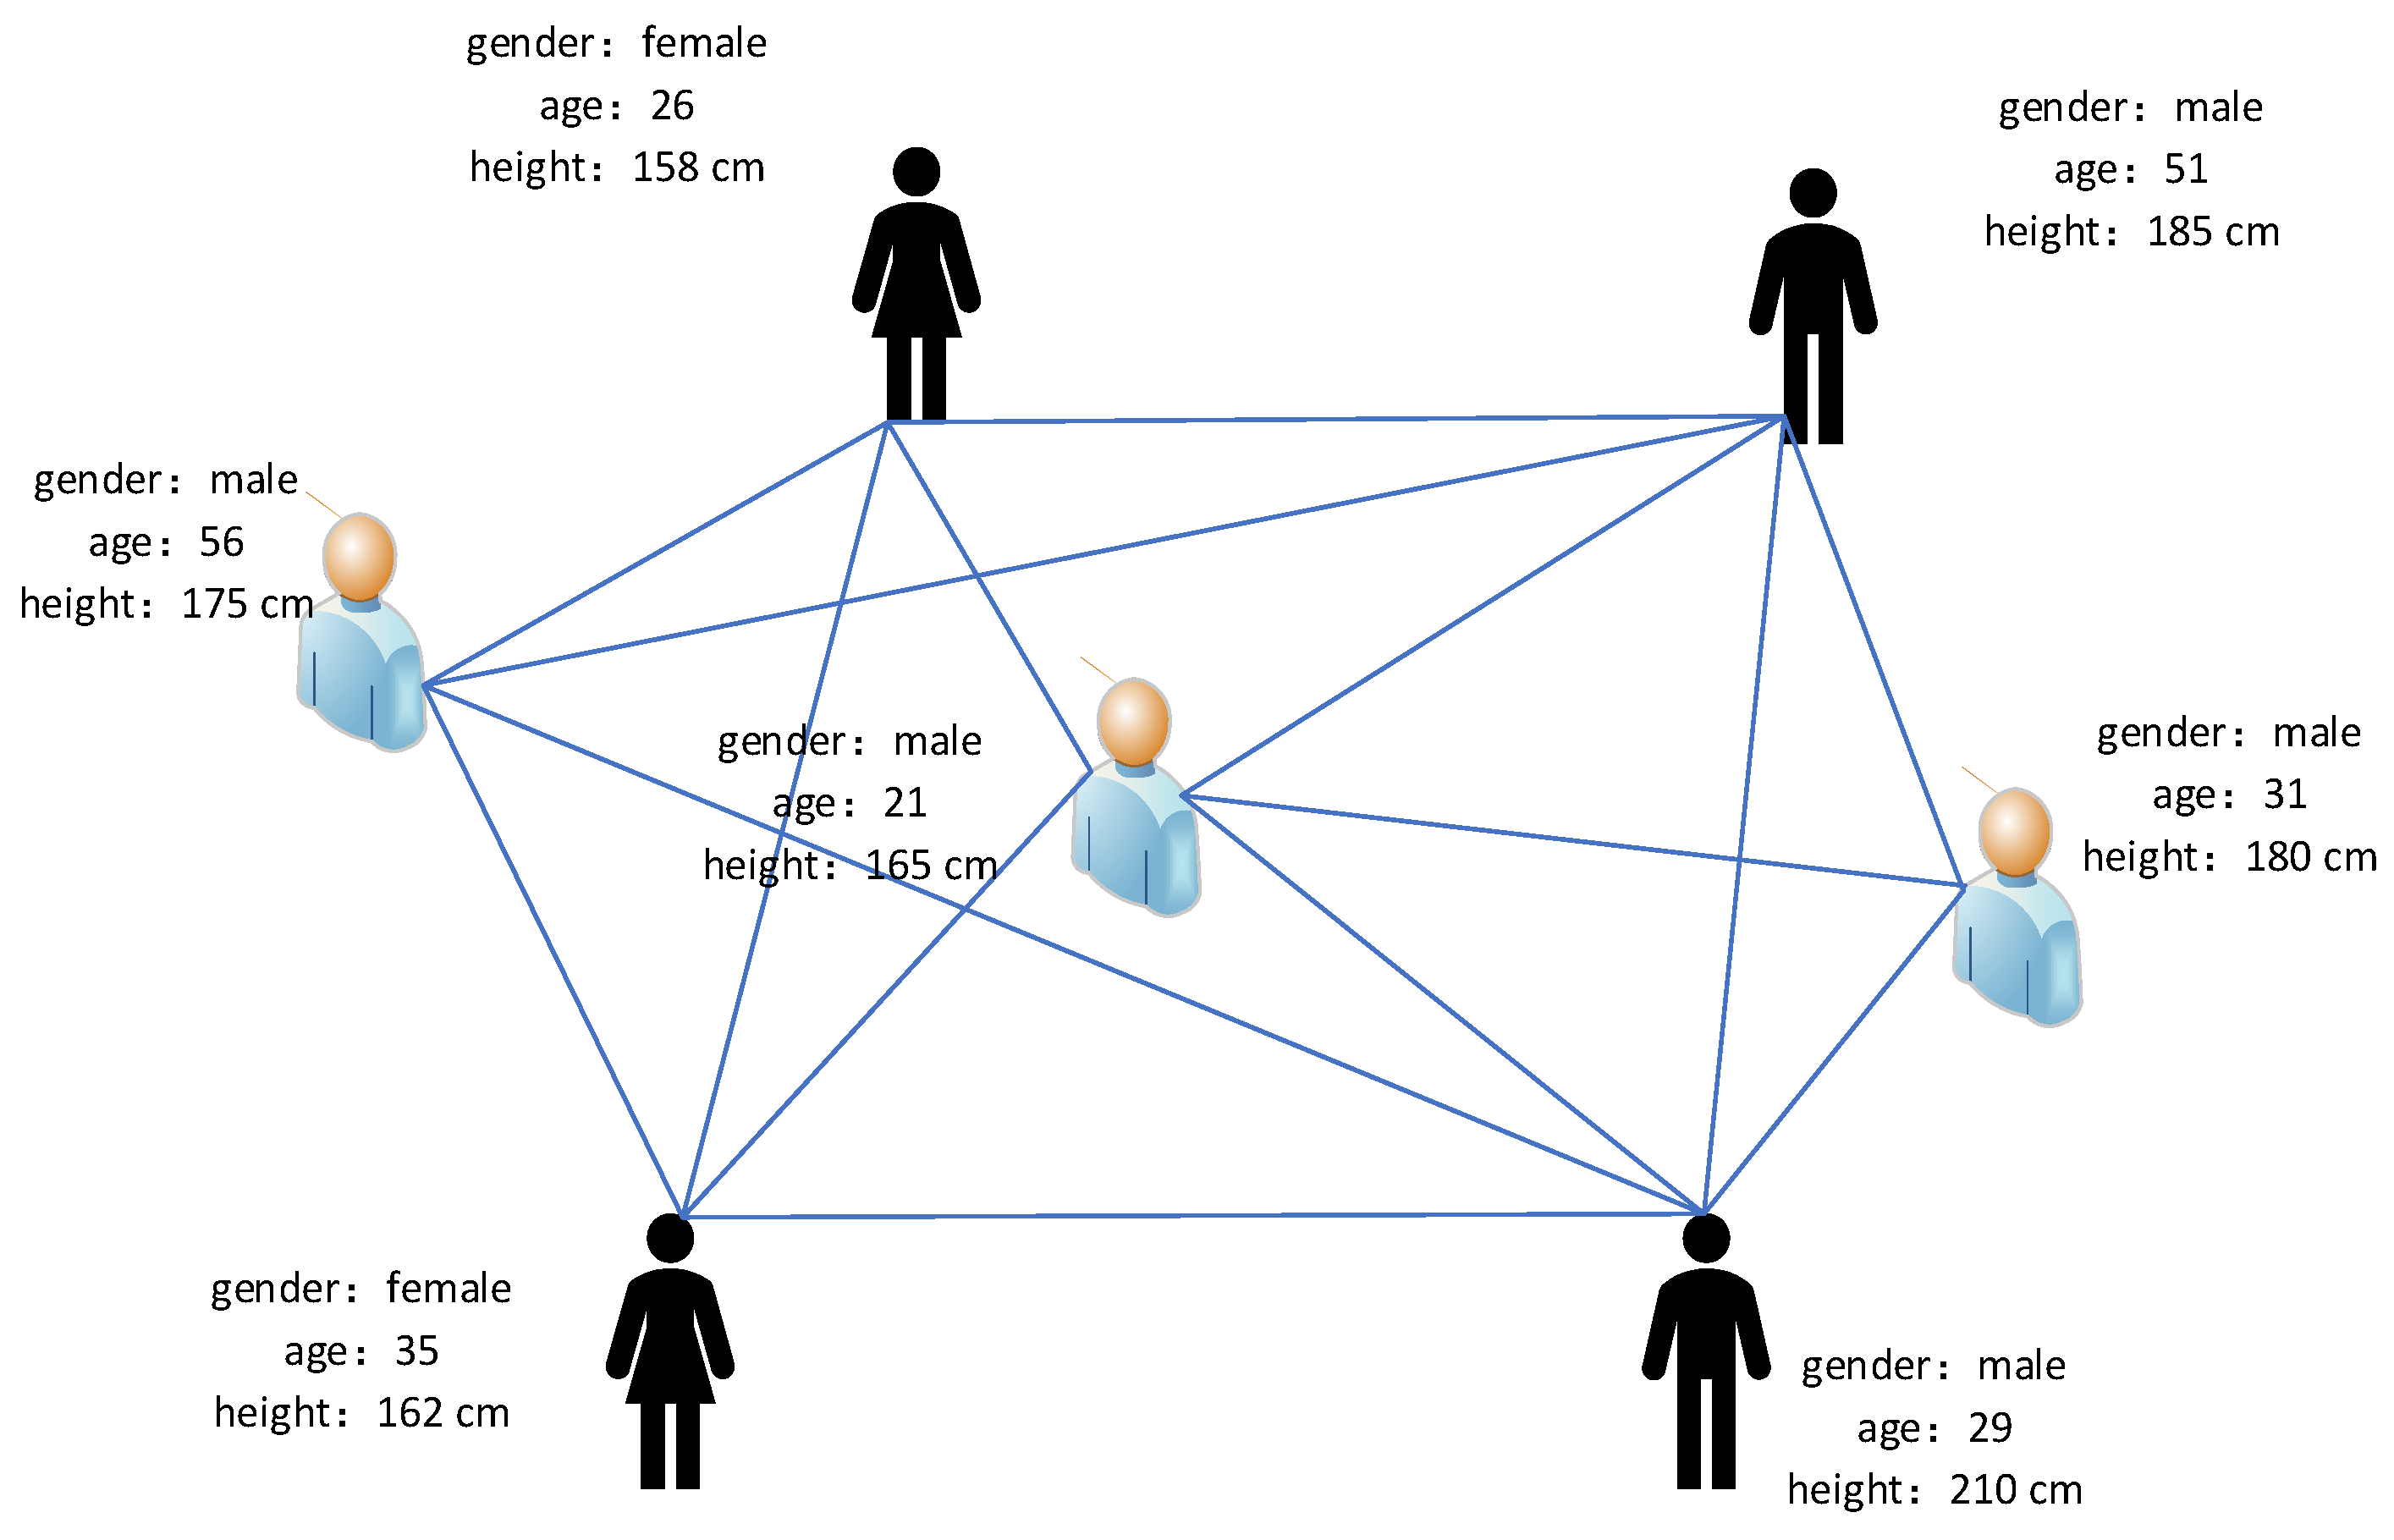 gender：female
age：26
height：158 cm
gender：male
age：51
height：185 cm
gender：male
age：56
height：175 cm
gender：male
age：21
height：165 cm
gender：male
age：31
height：180 cm
gender：female
age：35
height：162 cm
gender：male
age：29
height：210 cm